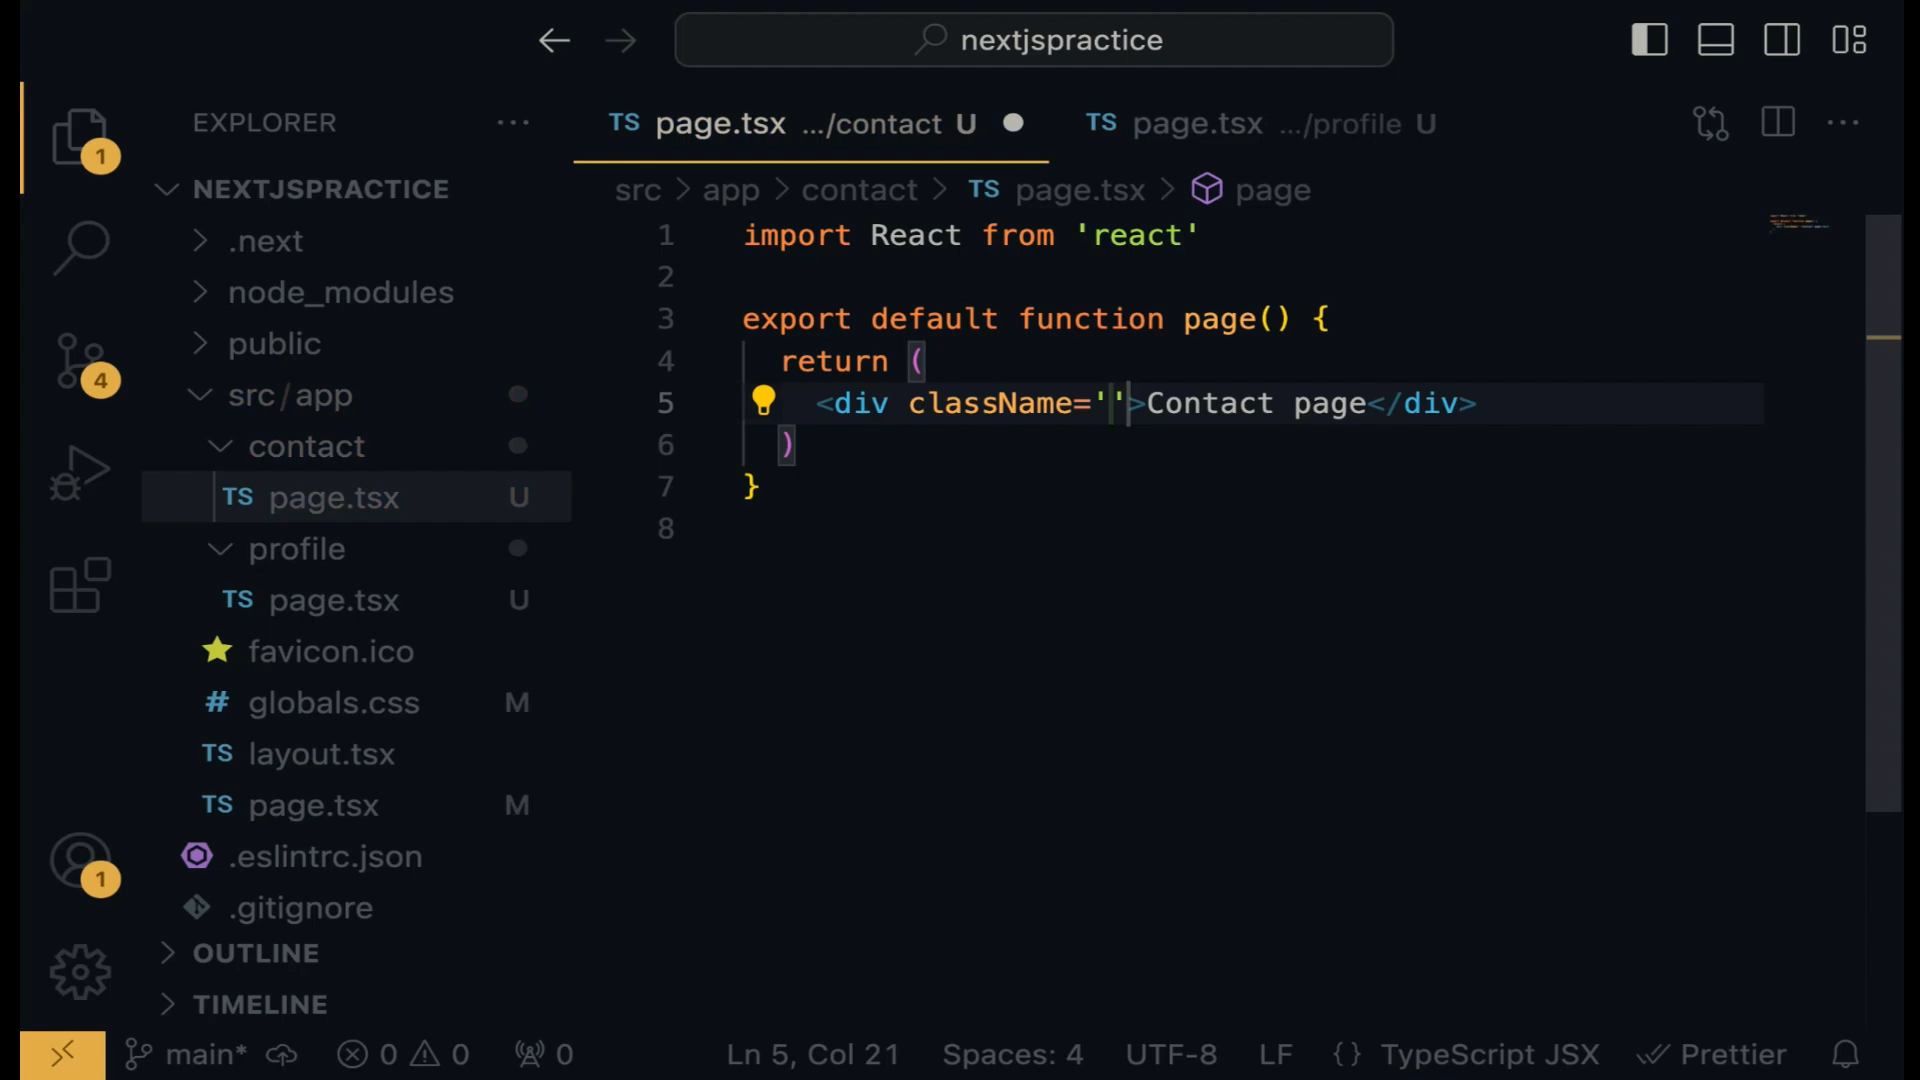 nextjspractice
EXPLORER
TS page.tsx .../contact U
TS page.tsx .../profile U
src > app > contact > TS page.tsx > page
1
NEXTJSPRACTICE
.next
node_modules
public
src/app
4
contact
TS page.tsx U
profile
TS page.tsx U
favicon.ico
# globals.css M
TS layout.tsx
TS page.tsx M
.eslintrc.json
1
.gitignore
OUTLINE
TIMELINE
1 import React from 'react'
2
3 export default function page() {
4 return (
5 <div className=''>Contact page</div>
6 )
7 }
8
main* 0 0 0 Ln 5, Col 21 Spaces: 4 UTF-8 LF {} TypeScript JSX Prettier